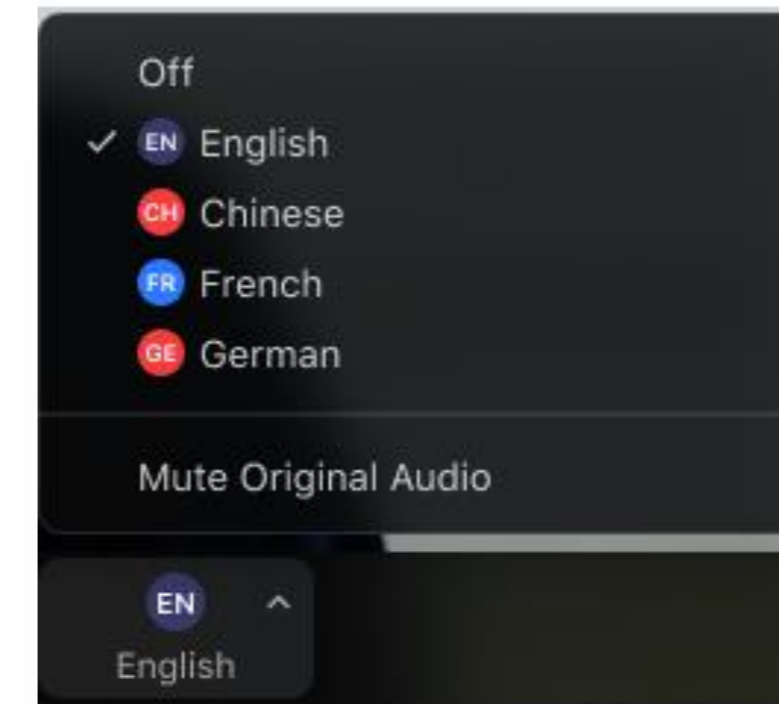 Off
EN English
CH Chinese
FR French
GE German
Mute Original Audio
EN
English